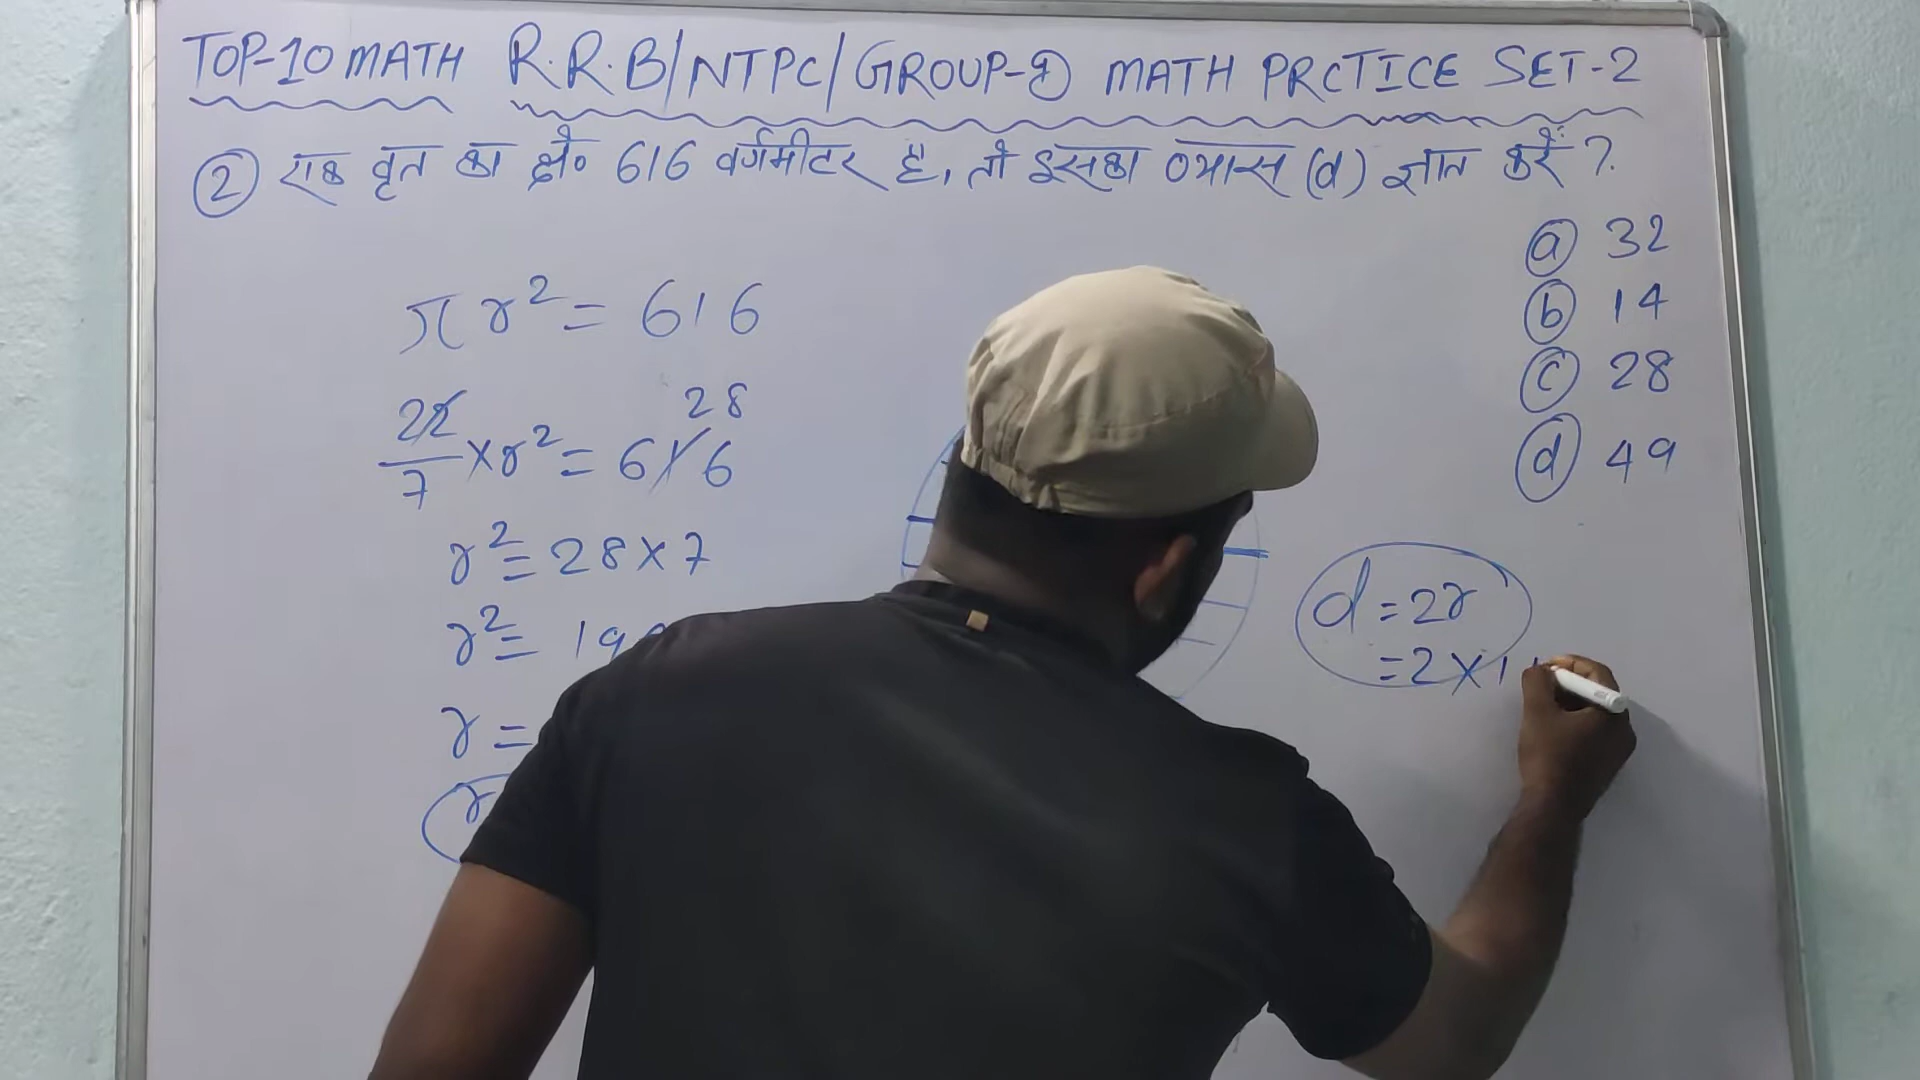 TOP-10 MATH R.R.B/NTPC/GROUP-D MATH PRCTICE SET-2
② एक वृत का क्षे० 616 वर्गमीटर है, तो इसका व्यास (d) ज्ञात करें ?
ⓐ 32
ⓑ 14
ⓒ 28
ⓓ 49
πr² = 616
28
22/7 × r² = 616
r² = 28 × 7
r² = 19
r =
r
d = 2r
= 2 × 1